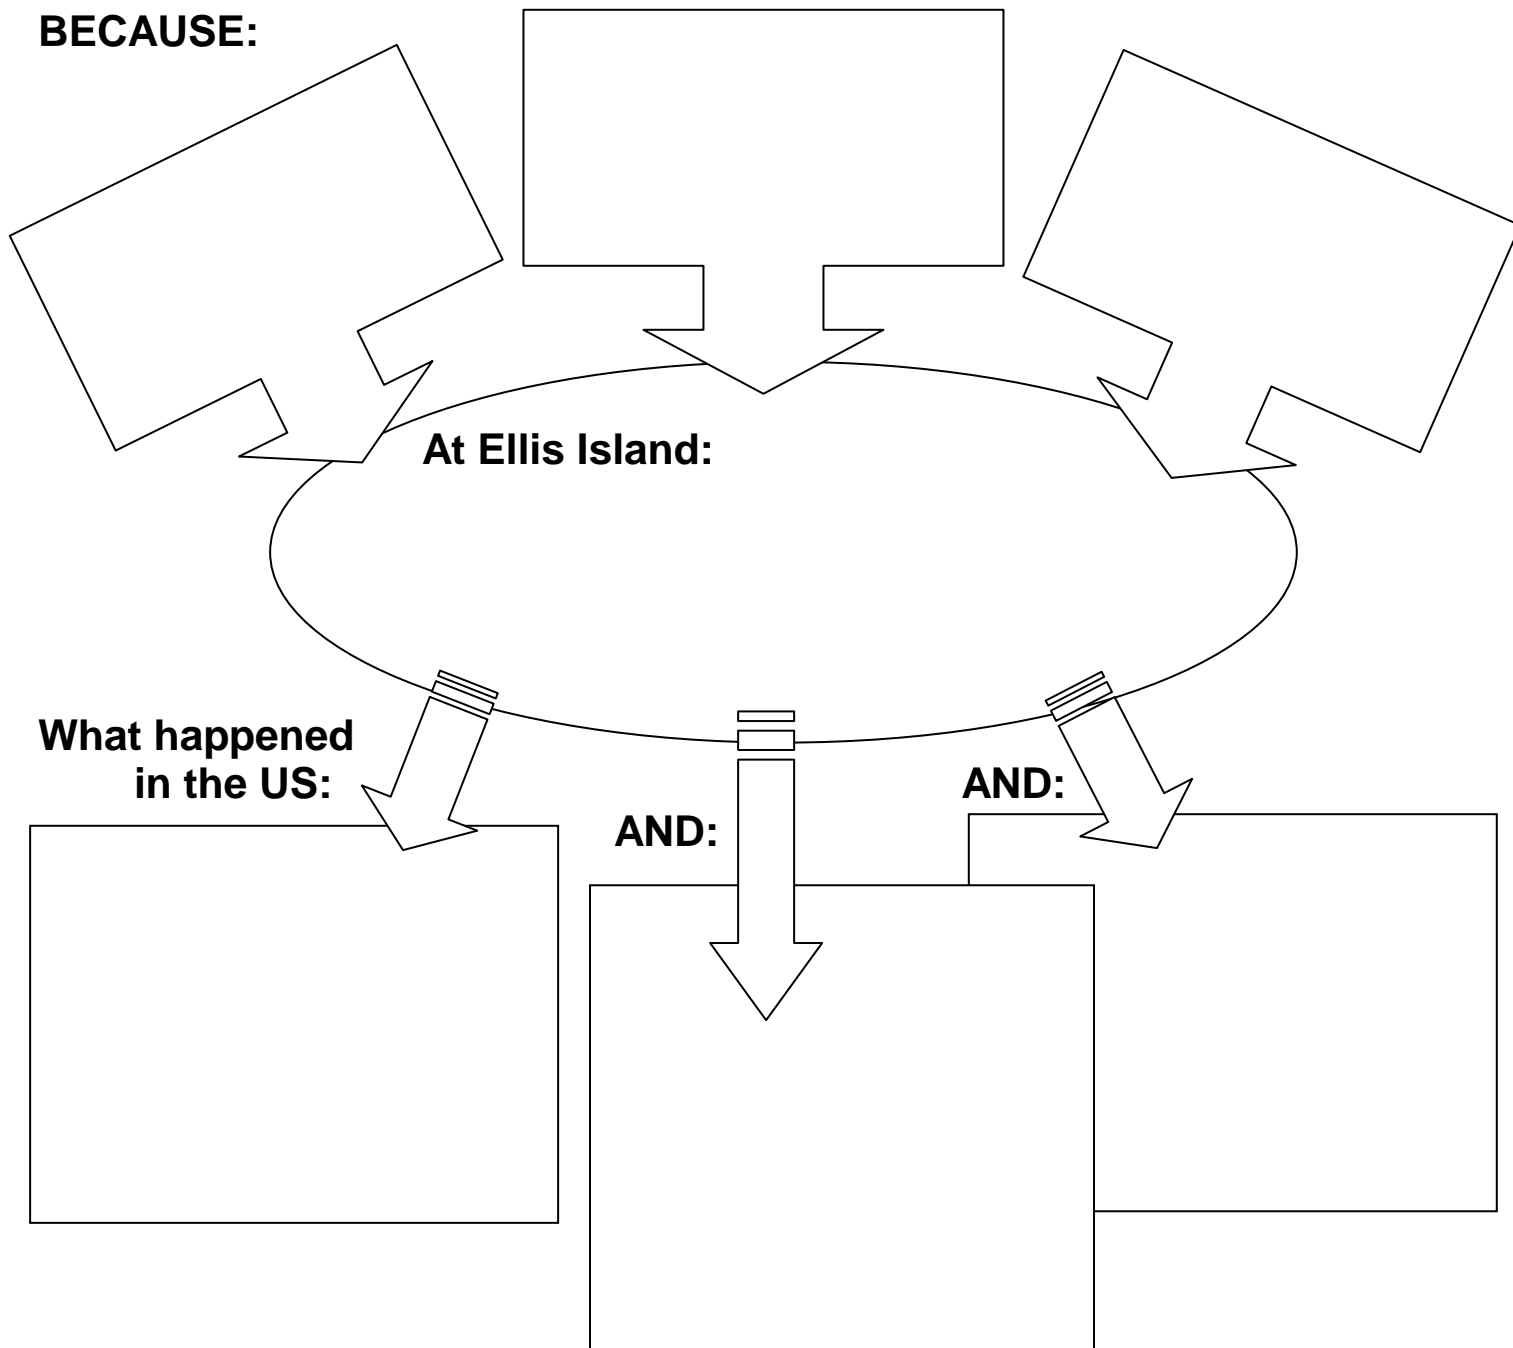 BECAUSE:
At Ellis Island:
What happened
in the US:
AND:
AND: